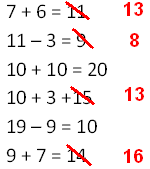 7 + 6 = 11 13
11 – 3 = 9 8
10 + 10 = 20
10 + 3 +15 13
19 – 9 = 10
9 + 7 = 14 16